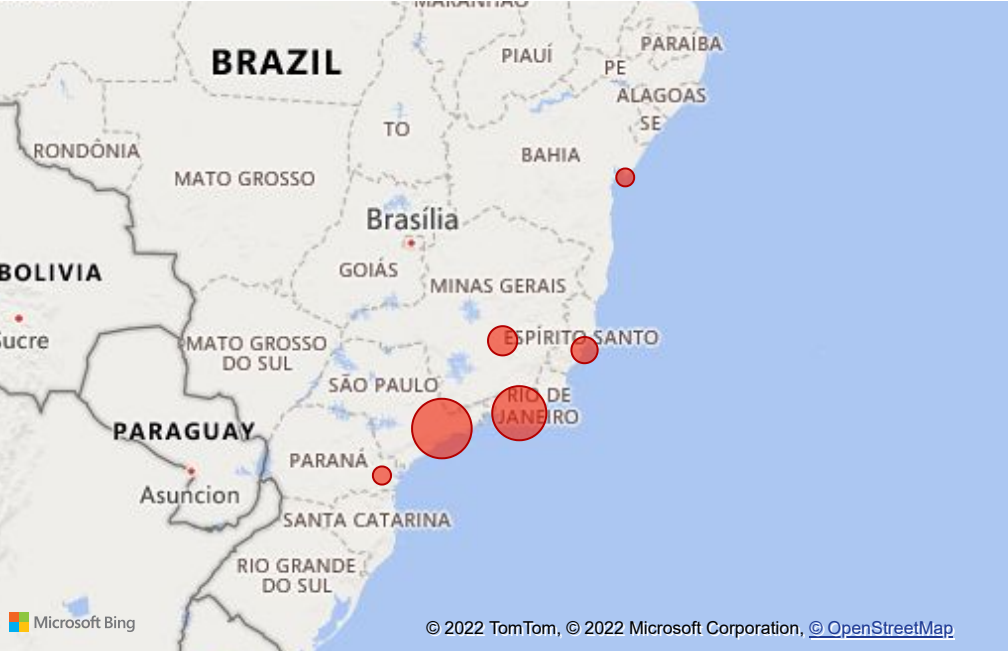 MARANHÃO
BRAZIL
PIAUÍ
PARAÍBA
PE
ALAGOAS
SE
TO
RONDÔNIA
BAHIA
MATO GROSSO
Brasília
BOLIVIA
GOIÁS
MINAS GERAIS
ucre
MATO GROSSO
DO SUL
ESPÍRITO SANTO
SÃO PAULO
RIO DE
JANEIRO
PARAGUAY
PARANÁ
Asuncion
SANTA CATARINA
RIO GRANDE
DO SUL
Microsoft Bing
© 2022 TomTom, © 2022 Microsoft Corporation, © OpenStreetMap